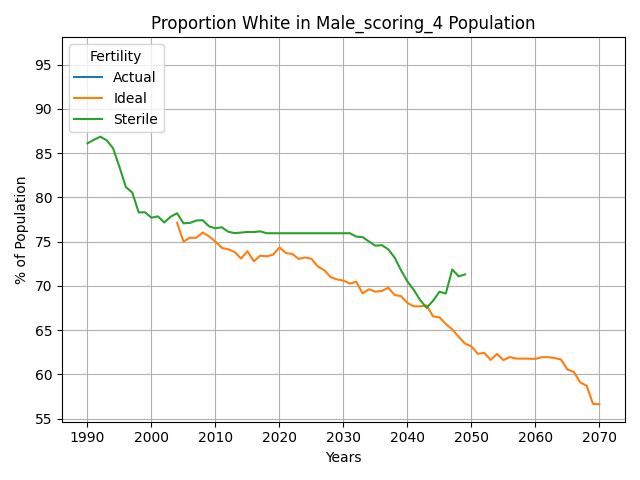 Proportion White in Male_scoring_4 Population
% of Population
95
90
85
80
75
70
65
60
55
Fertility
Actual
Ideal
Sterile
1990 2000 2010 2020 2030 2040 2050 2060 2070
Years